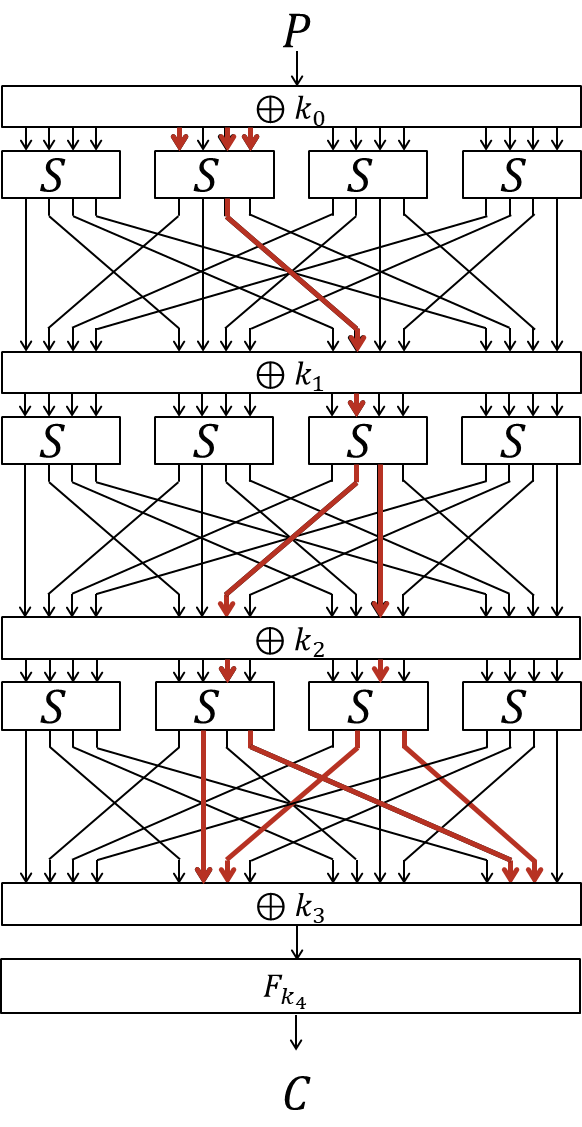 P
⊕ k₀
S S S S
⊕ k₁
S S S S
⊕ k₂
S S S S
⊕ k₃
Fₖ₄
C